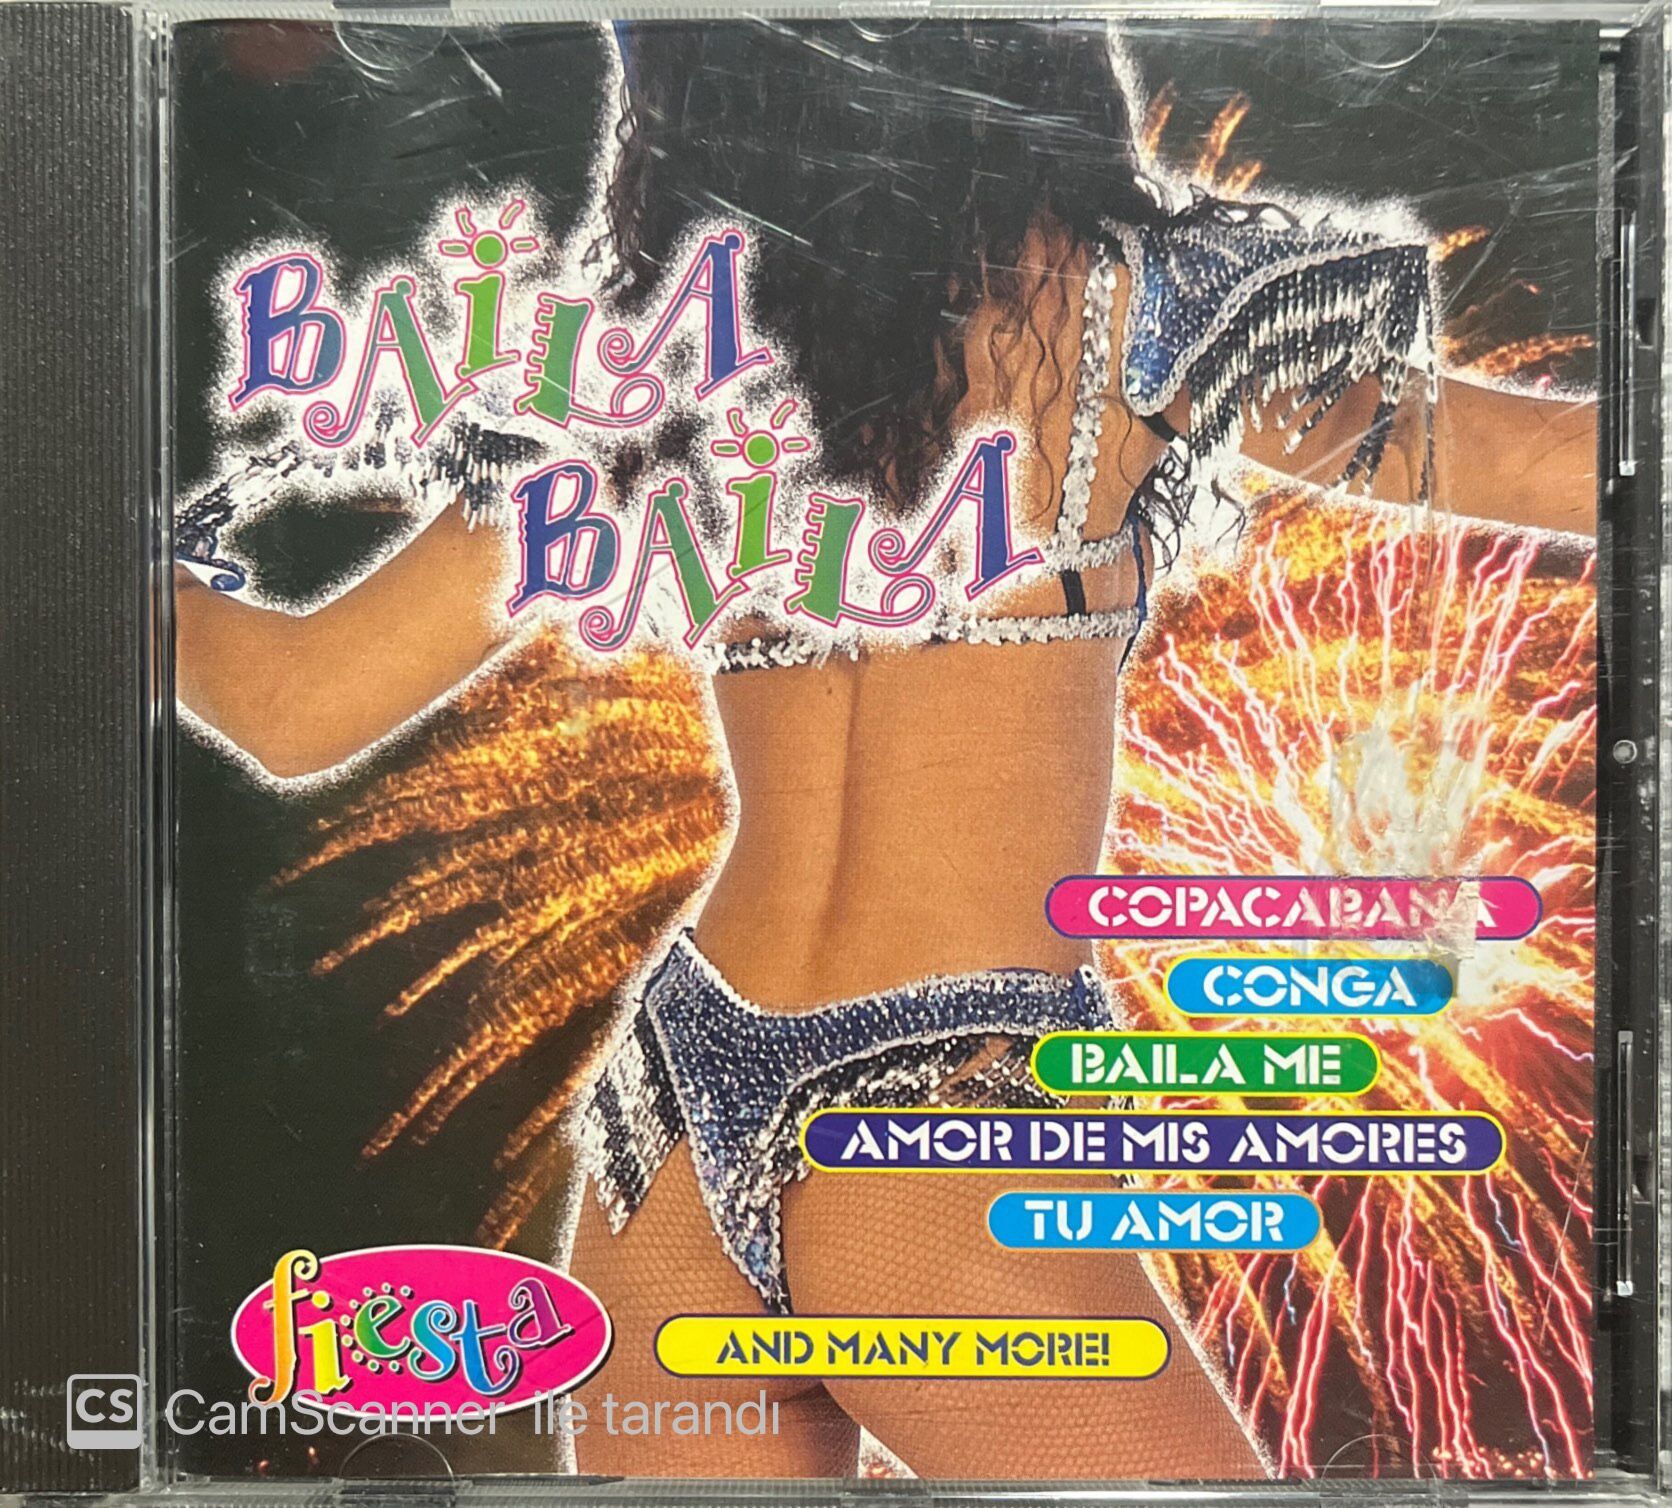 BAiLA
BAiLA
COPACABANA
CONGA
BAILA ME
AMOR DE MIS AMORES
TU AMOR
fiesta
AND MANY MORE!
CS CamScanner ile tarandı